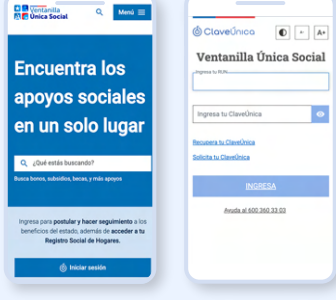 Ventanilla
Única Social
Menú
Encuentra los
apoyos sociales
en un solo lugar
¿Qué estás buscando?
Busca bonos, subsidios, becas, y más apoyos
Ingresa para postular y hacer seguimiento a los
beneficios del estado, además de acceder a tu
Registro Social de Hogares.
Iniciar sesión
ClaveÚnica
A+
Ventanilla Única Social
Ingresa tu RUN
Ingresa tu ClaveÚnica
Recupera tu ClaveÚnica
Solicita tu ClaveÚnica
INGRESA
Ayuda al 600 360 33 03